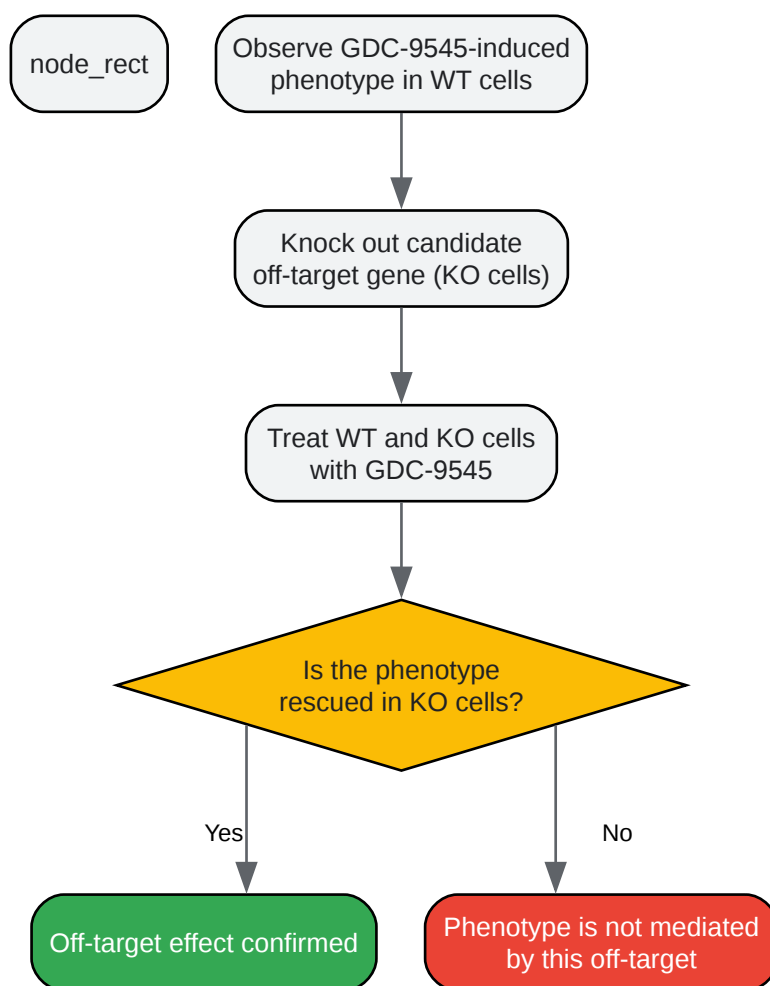 node_rect
Observe GDC-9545-induced
phenotype in WT cells
Knock out candidate
off-target gene (KO cells)
Treat WT and KO cells
with GDC-9545
Is the phenotype
rescued in KO cells?
Yes
No
Off-target effect confirmed
Phenotype is not mediated
by this off-target